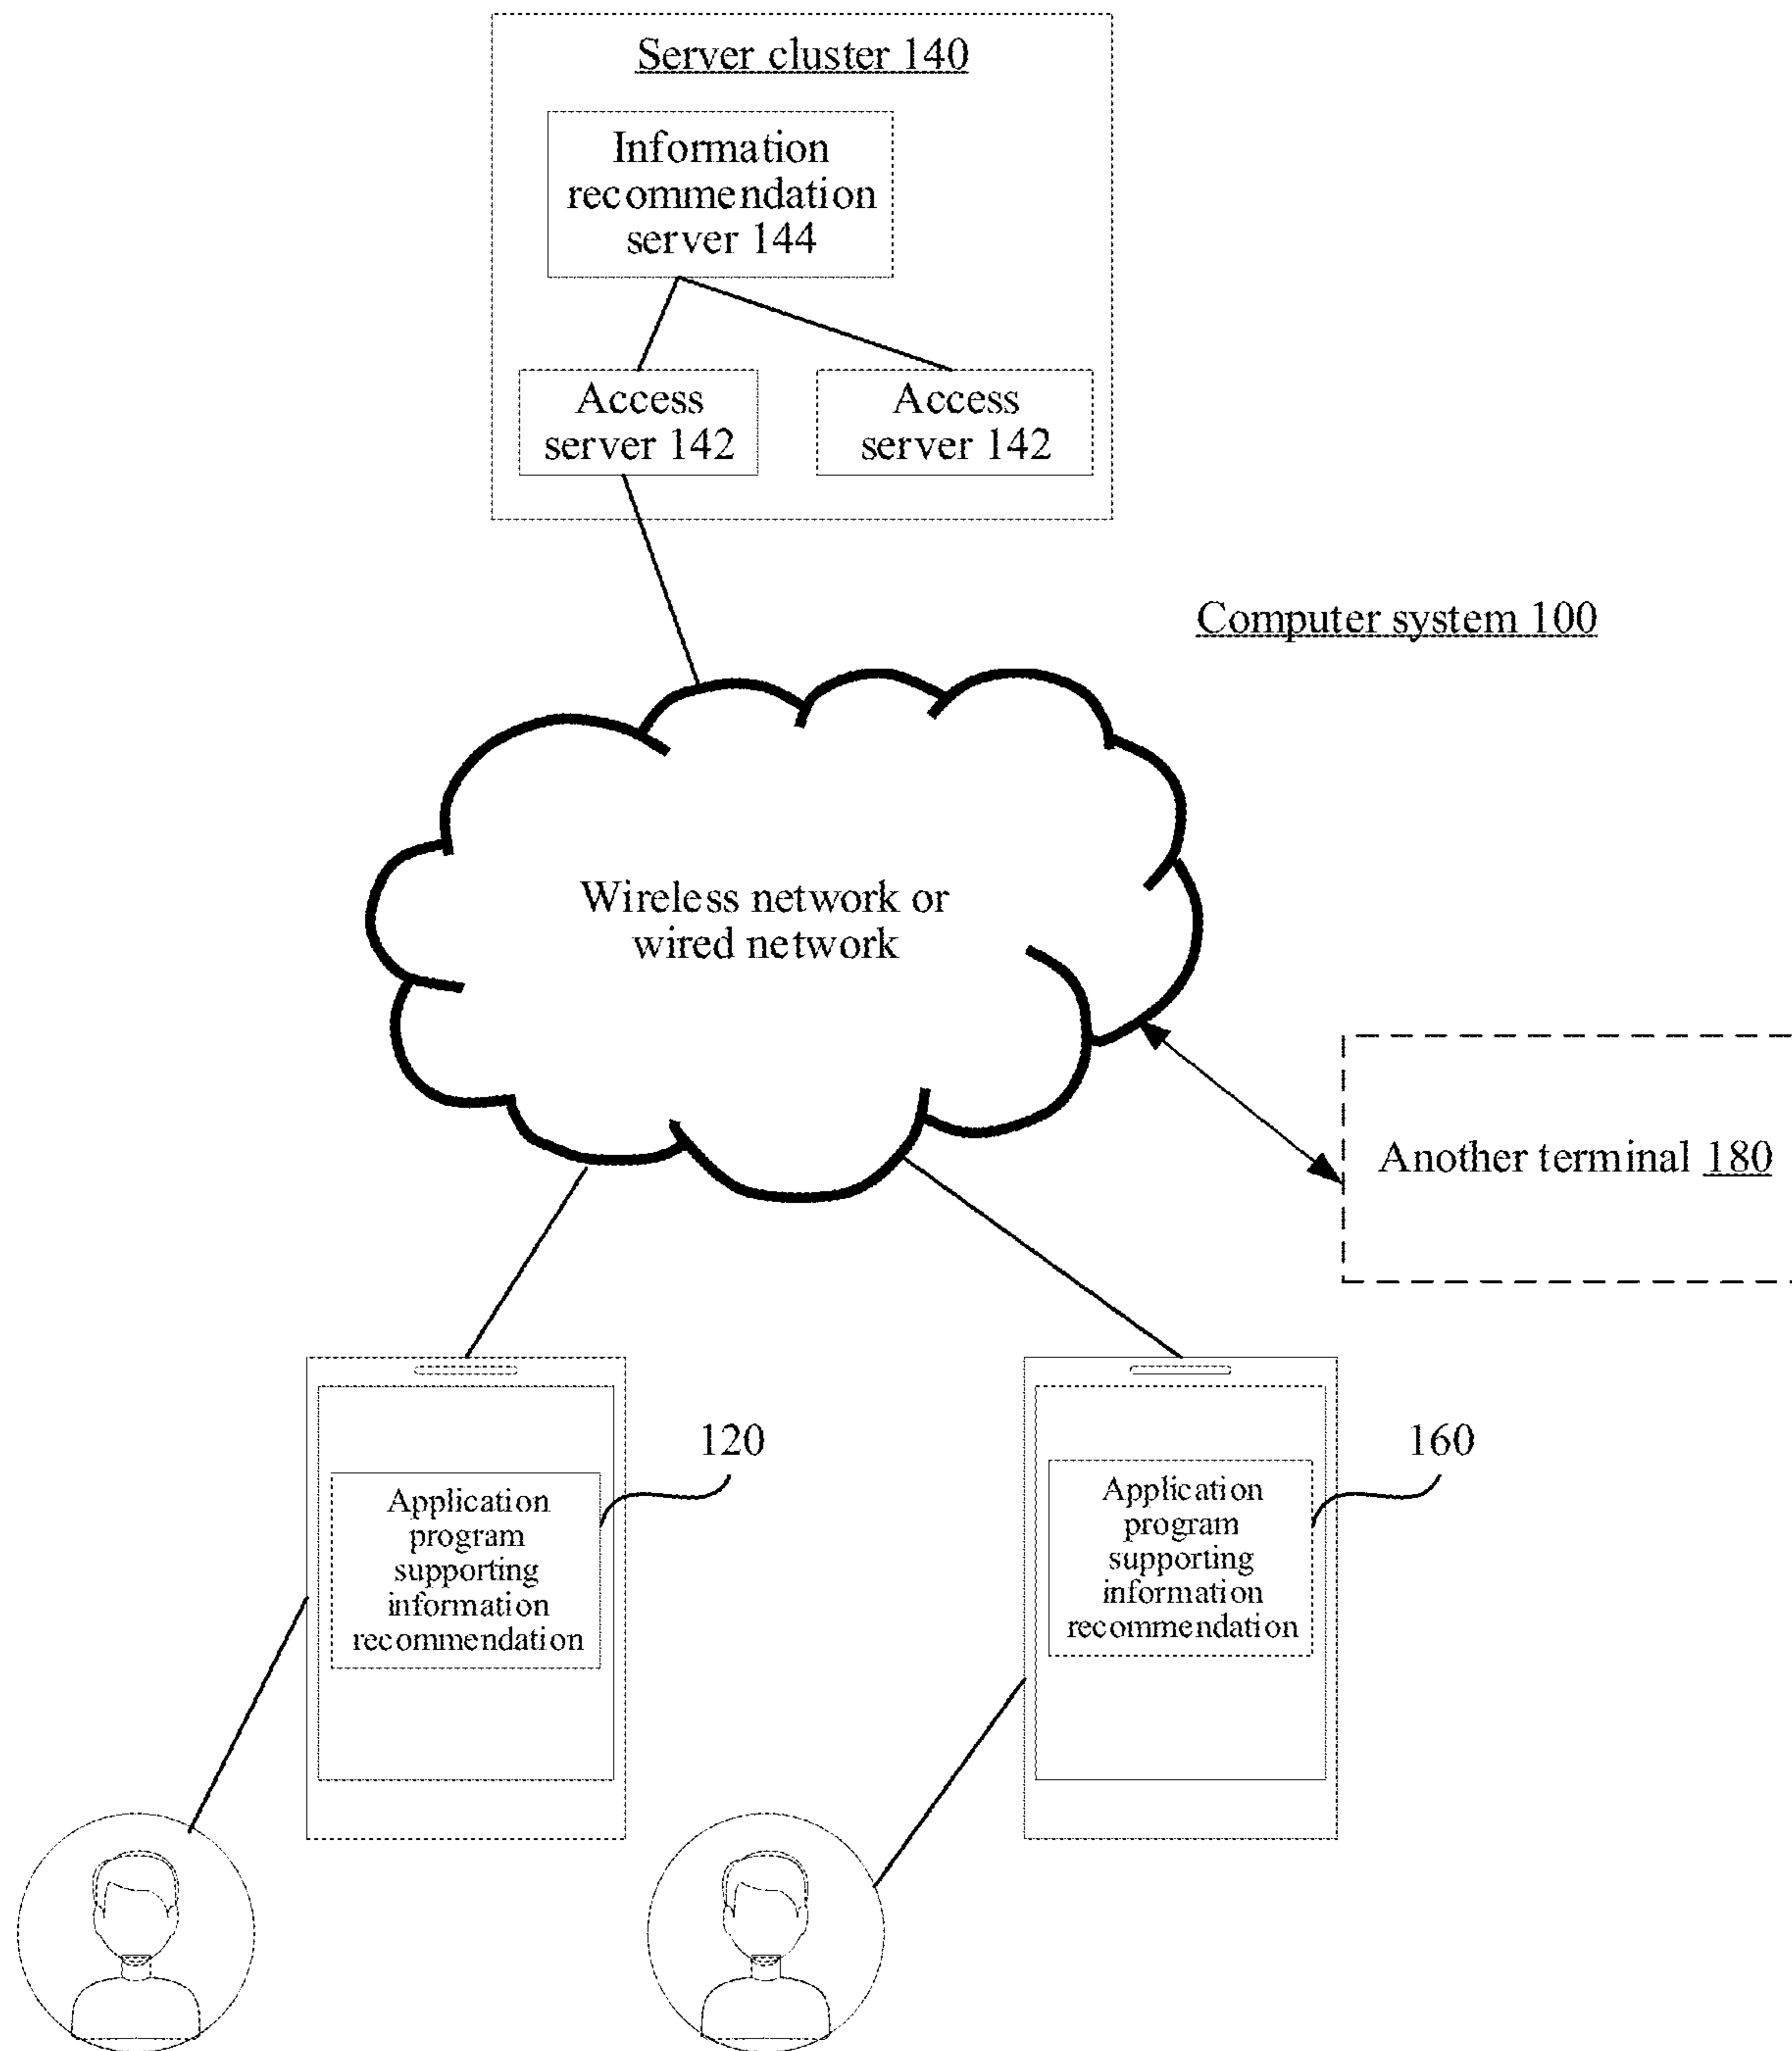 Server cluster 140
Information
recommendation
server 144
Access
server 142
Access
server 142
Computer system 100
Wireless network or
wired network
Another terminal 180
120
Application
program
supporting
information
recommendation
160
Application
program
supporting
information
recommendation